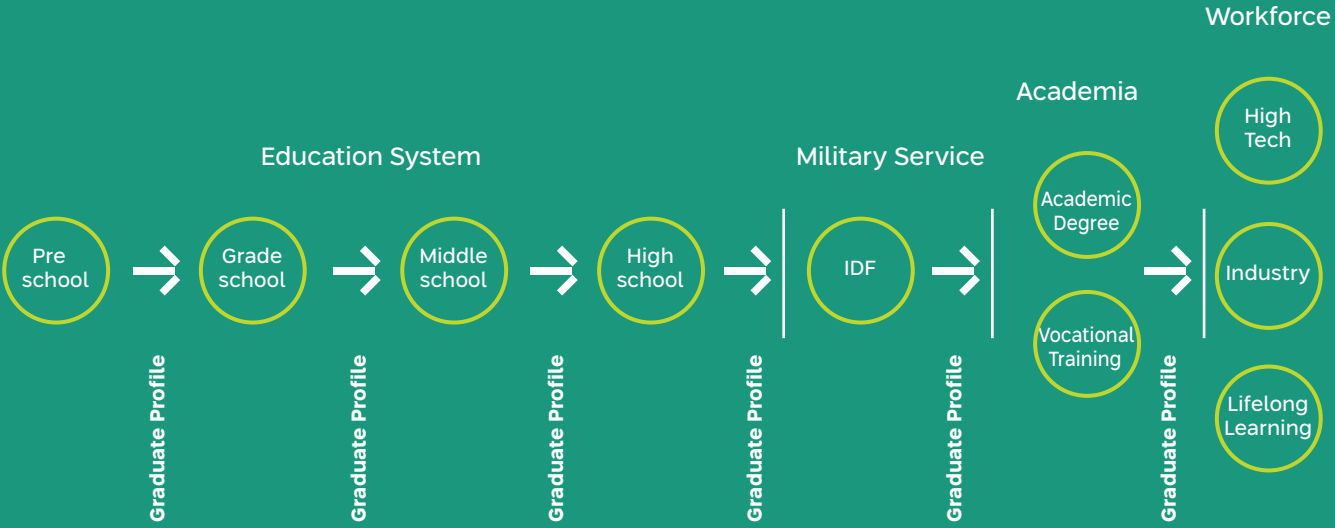 Workforce
Academia
Education System
Military Service
Pre
school
Grade
school
Middle
school
High
school
IDF
Academic
Degree
Vocational
Training
High
Tech
Industry
Lifelong
Learning
Graduate Profile
Graduate Profile
Graduate Profile
Graduate Profile
Graduate Profile
Graduate Profile